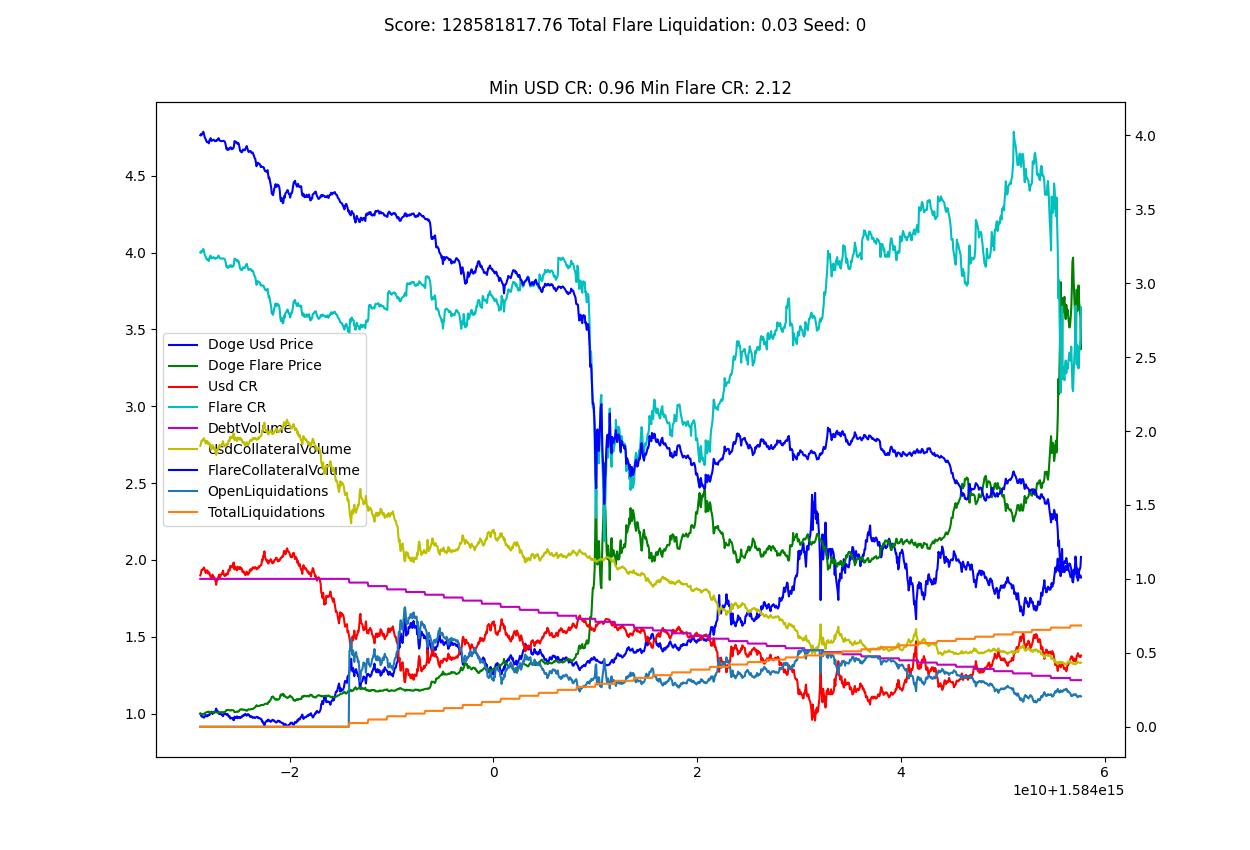 Score: 128581817.76 Total Flare Liquidation: 0.03 Seed: 0
Min USD CR: 0.96 Min Flare CR: 2.12
4.5
4.0
3.5
3.0
2.5
2.0
1.5
1.0
Doge Usd Price
Doge Flare Price
Usd CR
Flare CR
DebtVolume
UsdCollateralVolume
FlareCollateralVolume
OpenLiquidations
TotalLiquidations
4.0
3.5
3.0
2.5
2.0
1.5
1.0
0.5
0.0
−2 0 2 4 6
1e10+1.584e15